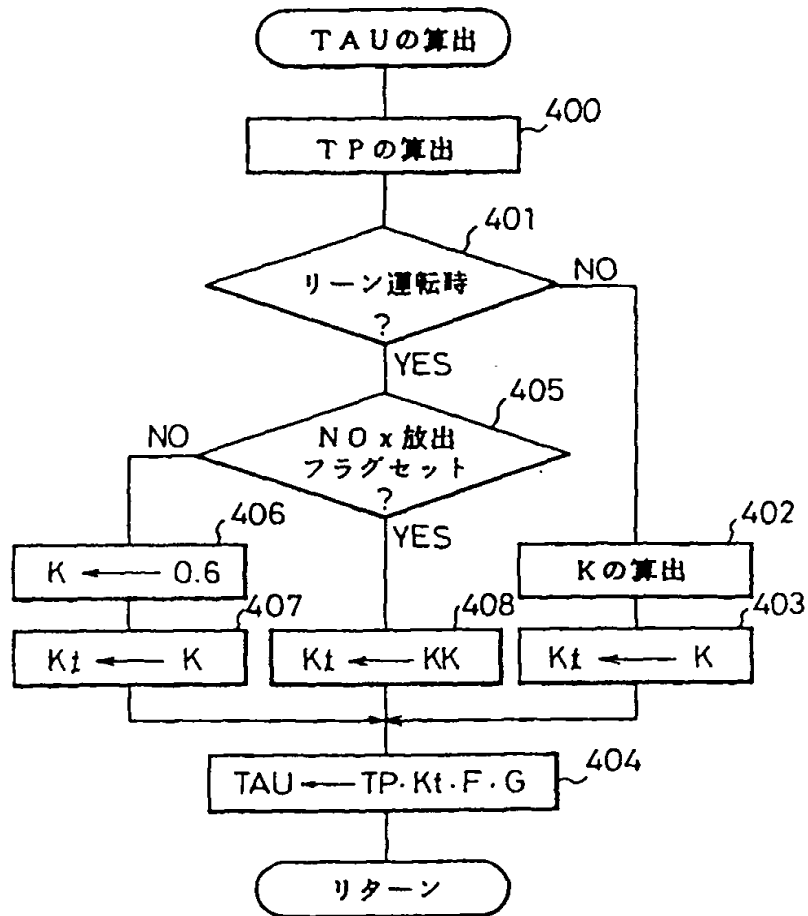 TAUの算出
400
TPの算出
401
リーン運転時
?
NO
YES
405
NOx放出
フラグセット
?
NO
YES
406
K ← 0.6
402
Kの算出
407
Kt ← K
408
Kt ← KK
403
Kt ← K
404
TAU ← TP·Kt·F·G
リターン